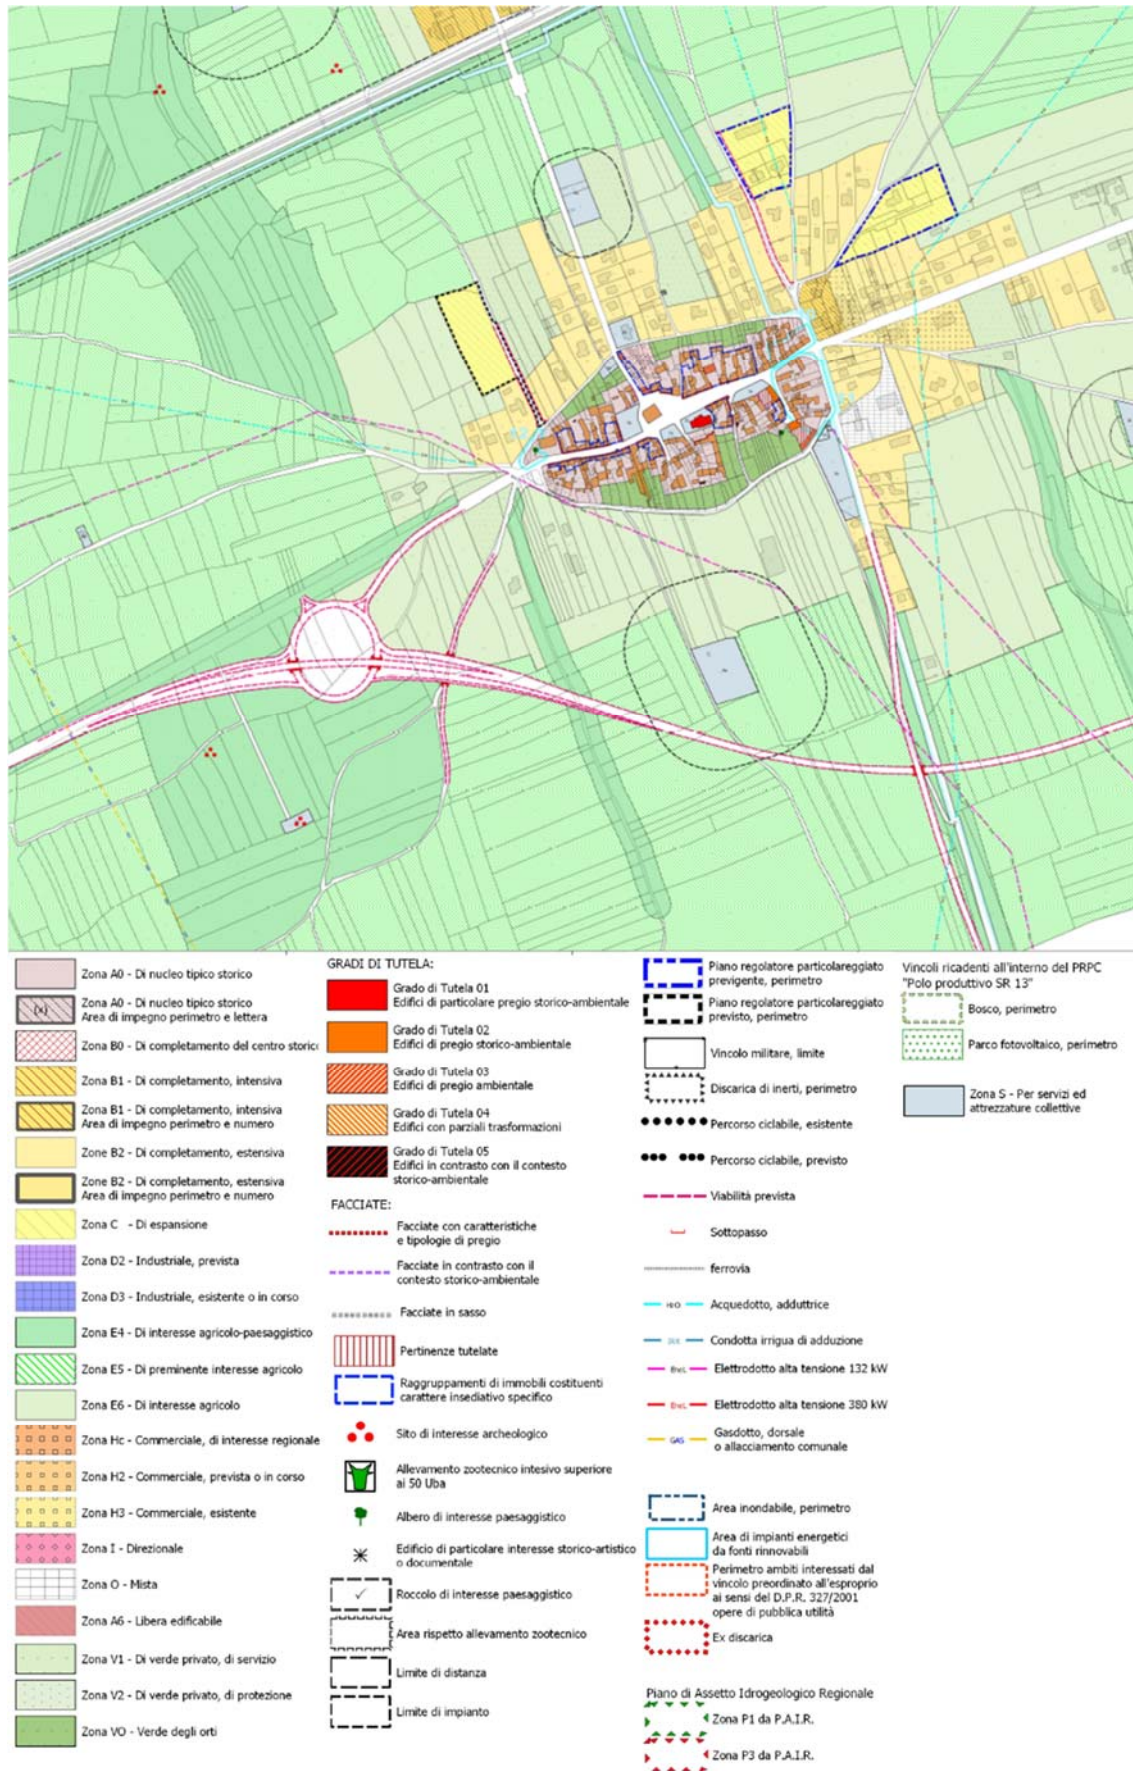 Zona A0 - Di nucleo tipico storico
(x)
Zona A0 - Di nucleo tipico storico
Area di impegno perimetro e lettera
Zona B0 - Di completamento del centro storico
Zona B1 - Di completamento, intensiva
Zona B1 - Di completamento, intensiva
Area di impegno perimetro e numero
Zone B2 - Di completamento, estensiva
Zone B2 - Di completamento, estensiva
Area di impegno perimetro e numero
Zona C - Di espansione
Zona D2 - Industriale, prevista
Zona D3 - Industriale, esistente o in corso
Zona E4 - Di interesse agricolo-paesaggistico
Zona E5 - Di preminente interesse agricolo
Zona E6 - Di interesse agricolo
Zona Hc - Commerciale, di interesse regionale
Zona H2 - Commerciale, prevista o in corso
Zona H3 - Commerciale, esistente
Zona I - Direzionale
Zona O - Mista
Zona A6 - Libera edificabile
Zona V1 - Di verde privato, di servizio
Zona V2 - Di verde privato, di protezione
Zona VO - Verde degli orti
GRADI DI TUTELA:
Grado di Tutela 01
Edifici di particolare pregio storico-ambientale
Grado di Tutela 02
Edifici di pregio storico-ambientale
Grado di Tutela 03
Edifici di pregio ambientale
Grado di Tutela 04
Edifici con parziali trasformazioni
Grado di Tutela 05
Edifici in contrasto con il contesto
storico-ambientale
FACCIATE:
Facciate con caratteristiche
e tipologie di pregio
Facciate in contrasto con il
contesto storico-ambientale
Facciate in sasso
Pertinenze tutelate
Raggruppamenti di immobili costituenti
carattere insediativo specifico
Sito di interesse archeologico
Allevamento zootecnico intesivo superiore
ai 50 Uba
Albero di interesse paesaggistico
Edificio di particolare interesse storico-artistico
o documentale
Roccolo di interesse paesaggistico
Area rispetto allevamento zootecnico
Limite di distanza
Limite di impianto
Piano regolatore particolareggiato
previgente, perimetro
Piano regolatore particolareggiato
previsto, perimetro
Vincolo militare, limite
Discarica di inerti, perimetro
Percorso ciclabile, esistente
Percorso ciclabile, previsto
Viabilità prevista
Sottopasso
ferrovia
H2O Acquedotto, adduttrice
Condotta irrigua di adduzione
EneL Elettrodotto alta tensione 132 kW
EneL Elettrodotto alta tensione 380 kW
GAS Gasdotto, dorsale
o allacciamento comunale
Area inondabile, perimetro
Area di impianti energetici
da fonti rinnovabili
Perimetro ambiti interessati dal
vincolo preordinato all'esproprio
ai sensi del D.P.R. 327/2001
opere di pubblica utilità
Ex discarica
Piano di Assetto Idrogeologico Regionale
Zona P1 da P.A.I.R.
Zona P3 da P.A.I.R.
Vincoli ricadenti all'interno del PRPC
"Polo produttivo SR 13"
Bosco, perimetro
Parco fotovoltaico, perimetro
Zona S - Per servizi ed
attrezzature collettive